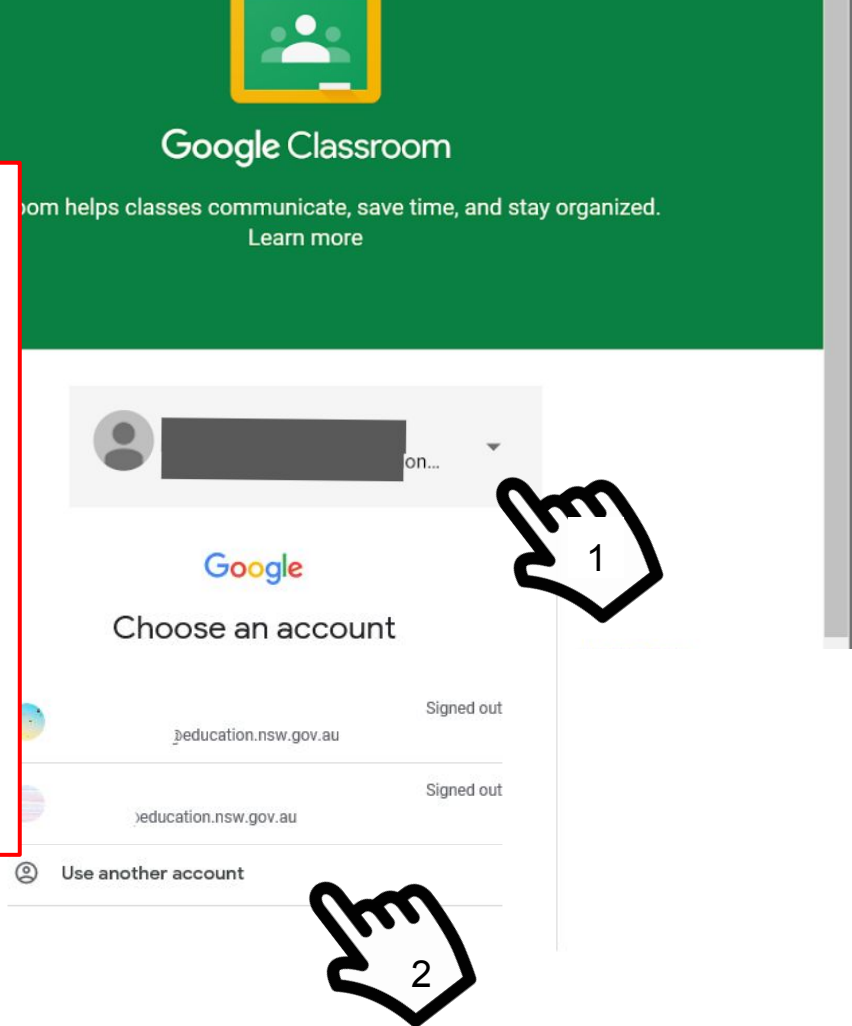 Google Classroom
oom helps classes communicate, save time, and stay organized.
Learn more
on...
1
Google
Choose an account
Signed out
@education.nsw.gov.au
Signed out
@education.nsw.gov.au
Use another account
2